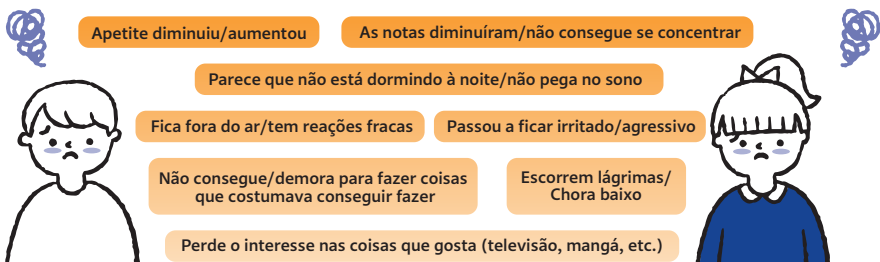 Apetite diminuiu/aumentou
As notas diminuíram/não consegue se concentrar
Parece que não está dormindo à noite/não pega no sono
Fica fora do ar/tem reações fracas
Passou a ficar irritado/agressivo
Não consegue/demora para fazer coisas
que costumava conseguir fazer
Escorrem lágrimas/
Chora baixo
Perde o interesse nas coisas que gosta (televisão, mangá, etc.)